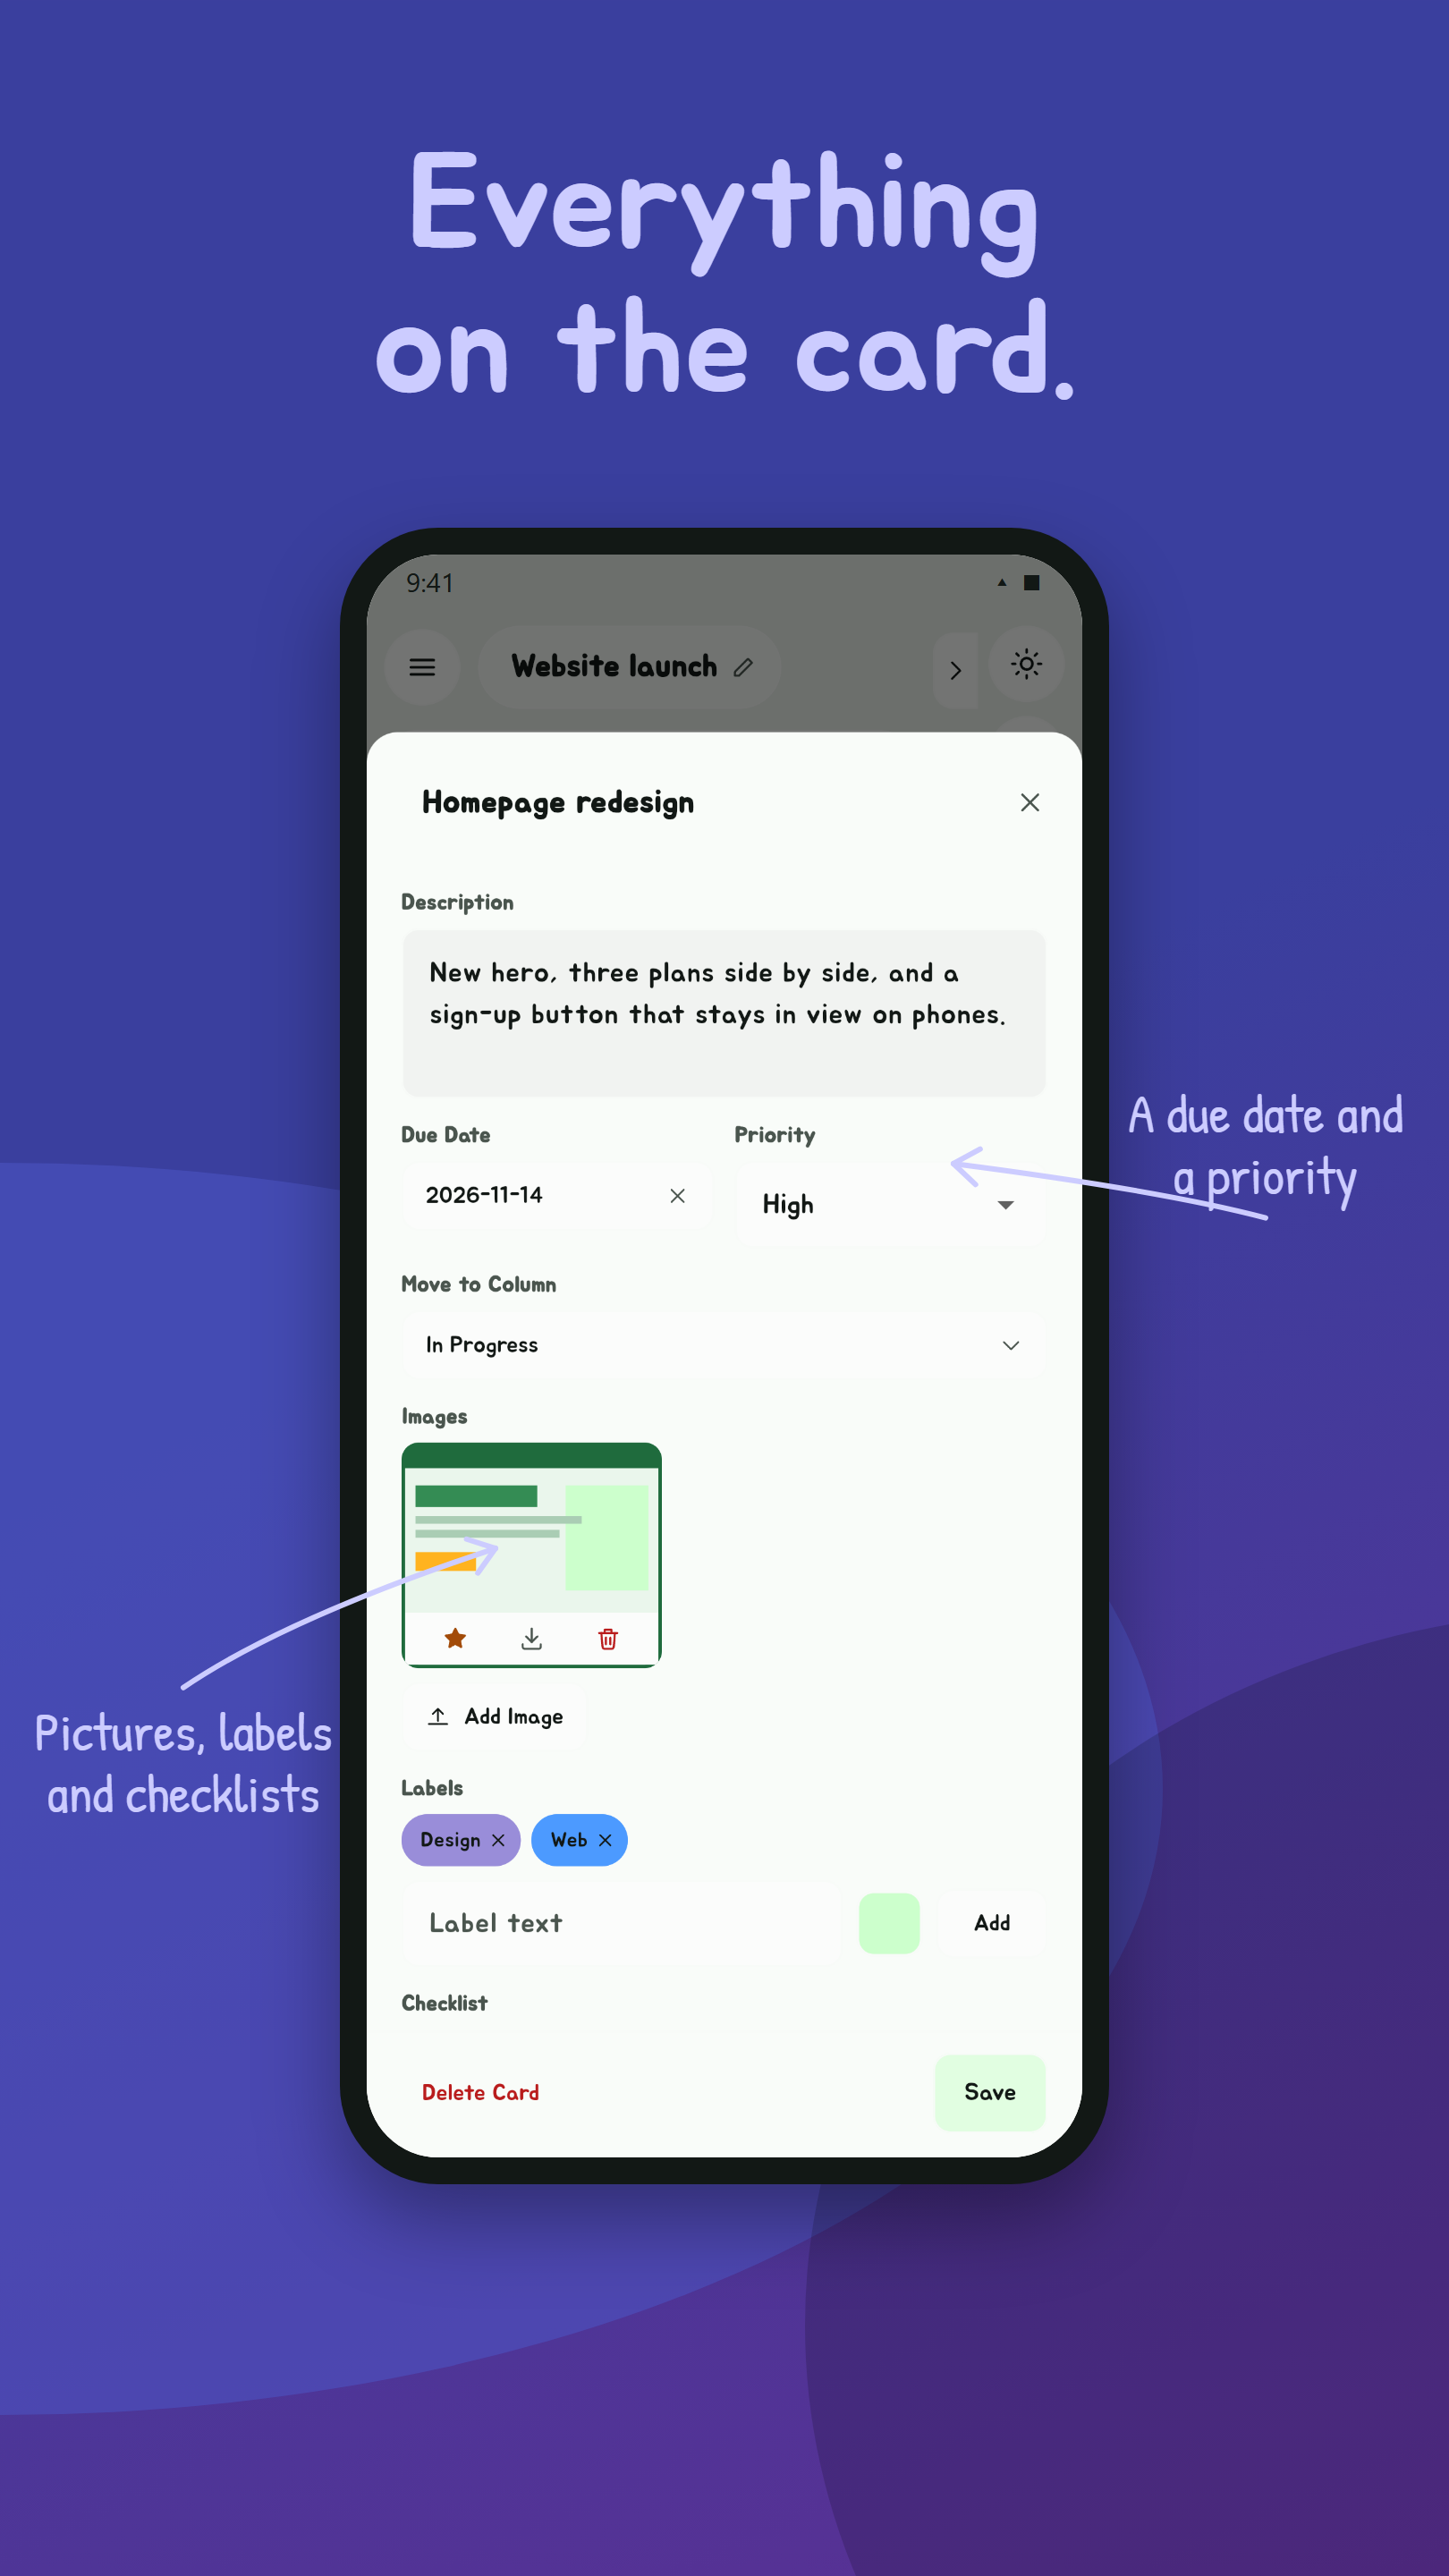 Everything
on the card.
9:41
Website launch
Homepage redesign
Description
New hero, three plans side by side, and a
sign-up button that stays in view on phones.
A due date and
a priority
Due Date
Priority
2026-11-14
High
Move to Column
In Progress
Images
Add Image
Pictures, labels
and checklists
Labels
Design
Web
Label text
Add
Checklist
Delete Card
Save